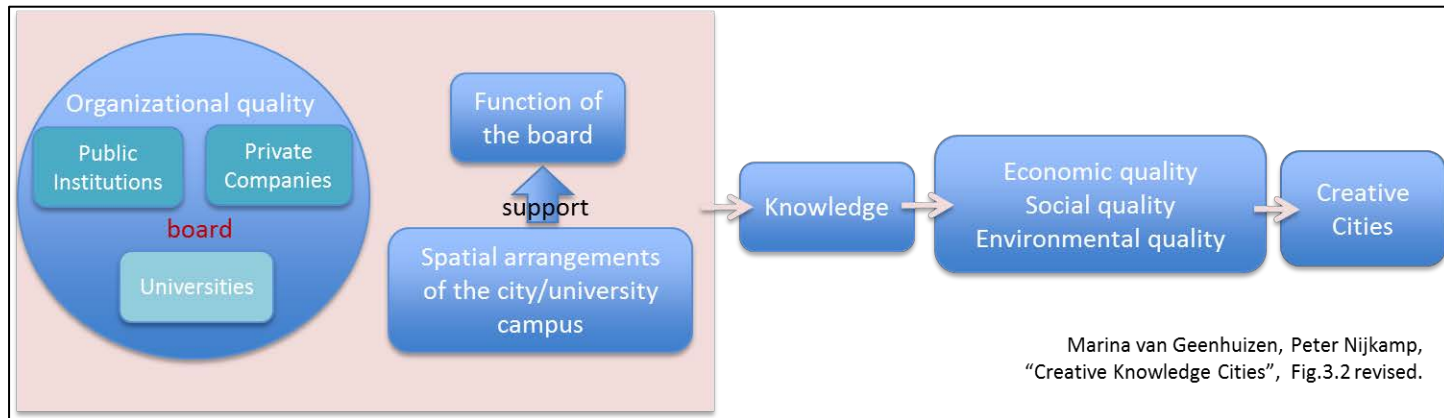 Organizational quality
Public
Institutions
Private
Companies
board
Universities
Function of
the board
support
Spatial arrangements
of the city/university
campus
Knowledge
Economic quality
Social quality
Environmental quality
Creative
Cities
Marina van Geenhuizen, Peter Nijkamp,
“Creative Knowledge Cities”, Fig.3.2 revised.